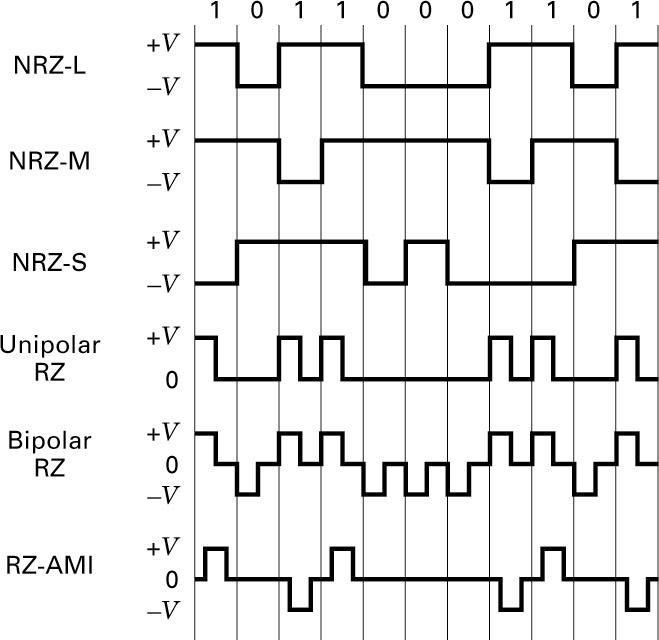 1 0 1 1 0 0 0 1 1 0 1
+V
NRZ-L
−V
+V
NRZ-M
−V
+V
NRZ-S
−V
+V
Unipolar
RZ
0
+V
Bipolar
RZ
0
−V
+V
RZ-AMI
0
−V